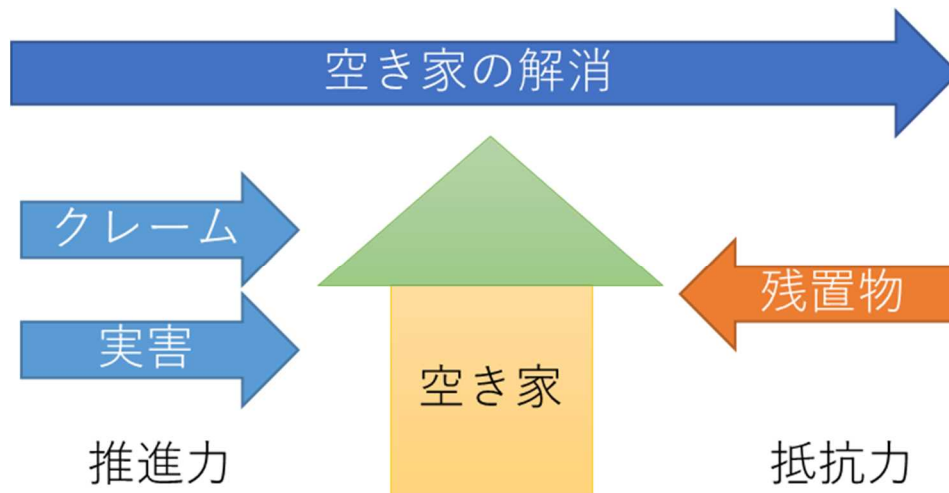 空き家の解消
クレーム
残置物
実害
空き家
推進力
抵抗力